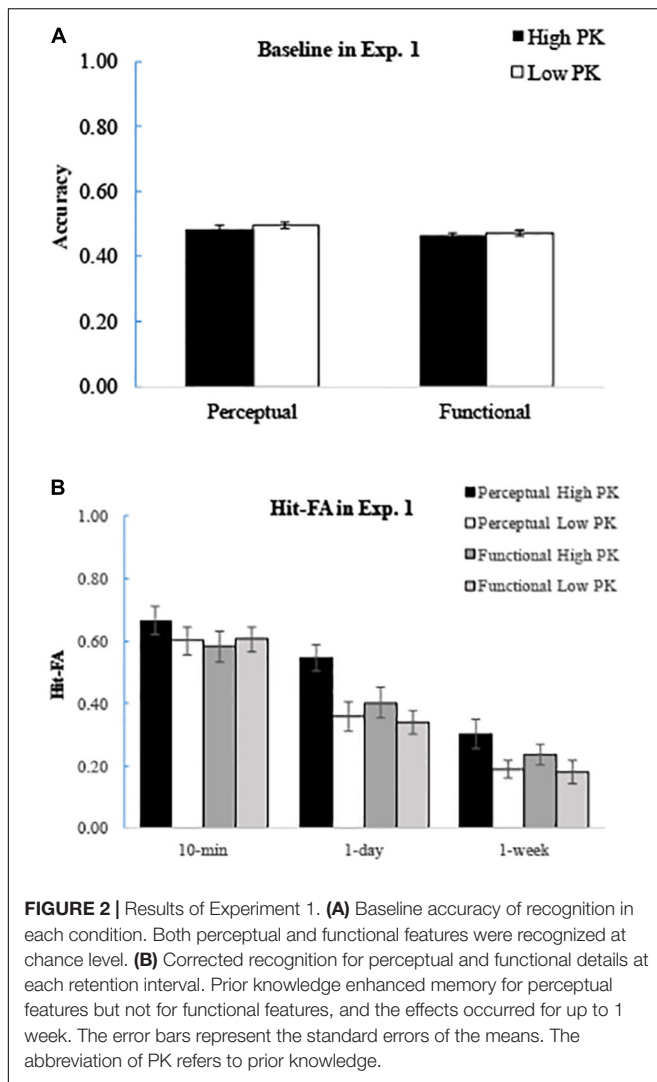 A
Baseline in Exp. 1
High PK
Low PK
Accuracy
1.00
0.80
0.60
0.40
0.20
0.00
Perceptual
Functional
B
Hit-FA in Exp. 1
Perceptual High PK
Perceptual Low PK
Functional High PK
Functional Low PK
Hit-FA
1.00
0.80
0.60
0.40
0.20
0.00
10-min
1-day
1-week
FIGURE 2 | Results of Experiment 1. (A) Baseline accuracy of recognition in
each condition. Both perceptual and functional features were recognized at
chance level. (B) Corrected recognition for perceptual and functional details at
each retention interval. Prior knowledge enhanced memory for perceptual
features but not for functional features, and the effects occurred for up to 1
week. The error bars represent the standard errors of the means. The
abbreviation of PK refers to prior knowledge.